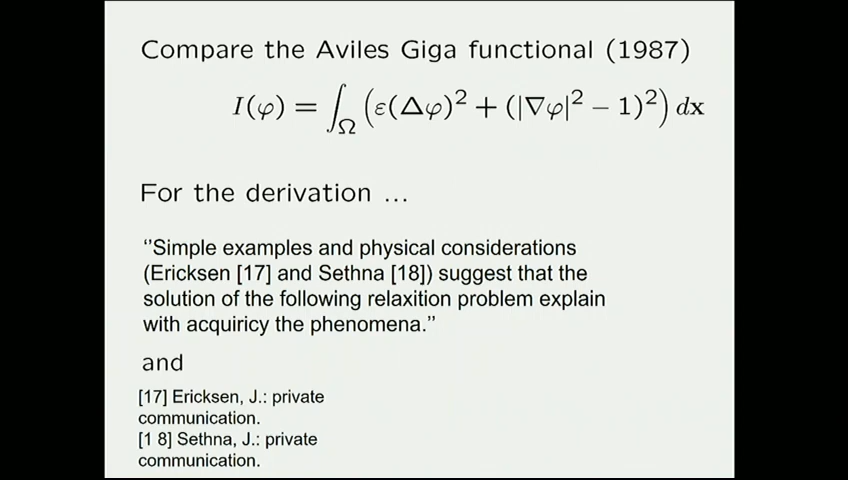 Compare the Aviles Giga functional (1987)
I(φ) = ∫_Ω (ε(Δφ)² + (|∇φ|² − 1)²) dx
For the derivation ...
‘’Simple examples and physical considerations
(Ericksen [17] and Sethna [18]) suggest that the
solution of the following relaxition problem explain
with acquiricy the phenomena.’’
and
[17] Ericksen, J.: private
communication.
[1 8] Sethna, J.: private
communication.